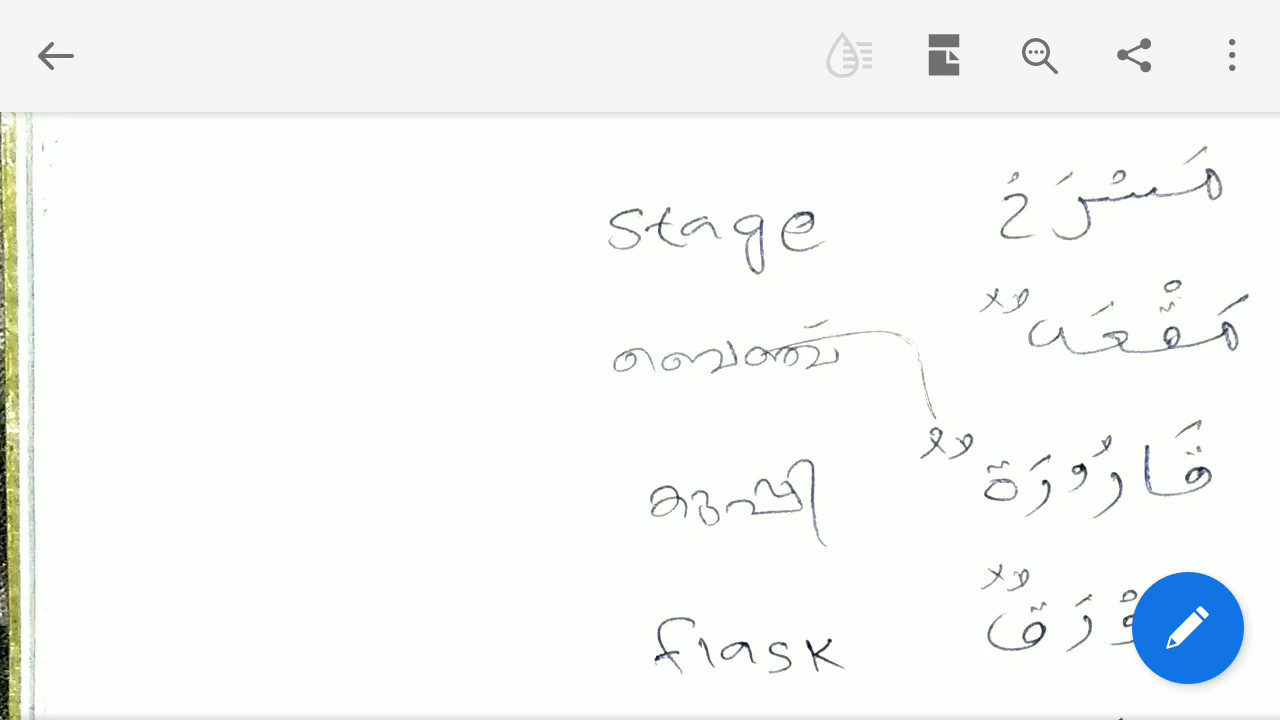 stage مَسْرَحُ
ബെഞ്ച് مَقْعَد
കുപ്പി قَارُورَة
flask